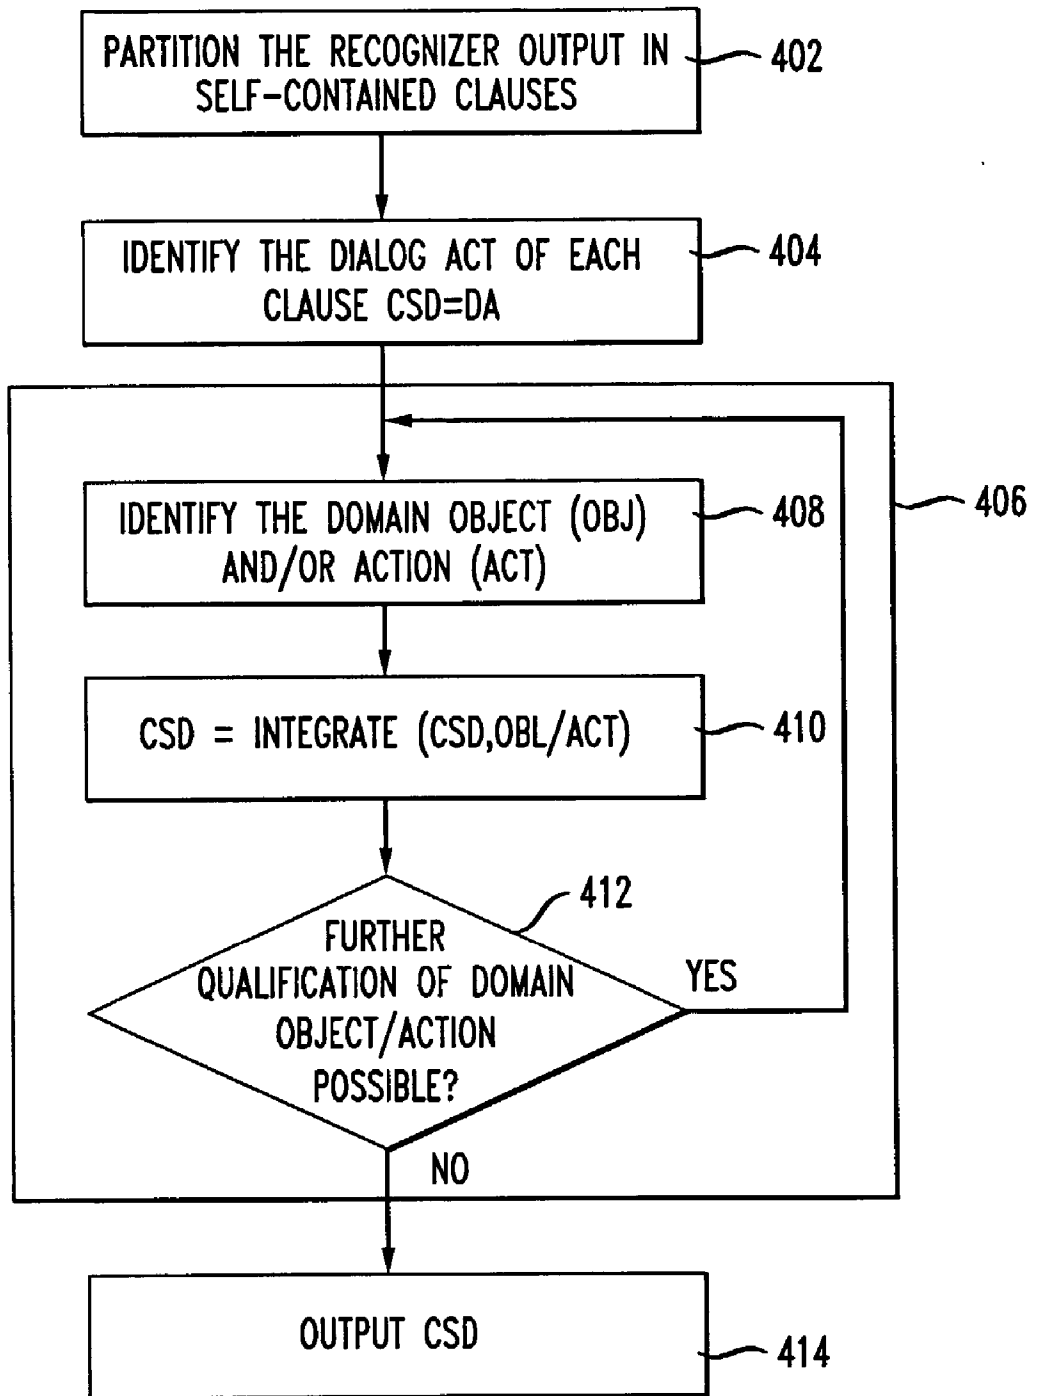 PARTITION THE RECOGNIZER OUTPUT IN
SELF-CONTAINED CLAUSES
402
IDENTIFY THE DIALOG ACT OF EACH
CLAUSE CSD=DA
404
406
IDENTIFY THE DOMAIN OBJECT (OBJ)
AND/OR ACTION (ACT)
408
CSD = INTEGRATE (CSD,OBL/ACT)
410
412
FURTHER
QUALIFICATION OF DOMAIN
OBJECT/ACTION
POSSIBLE?
YES
NO
OUTPUT CSD
414